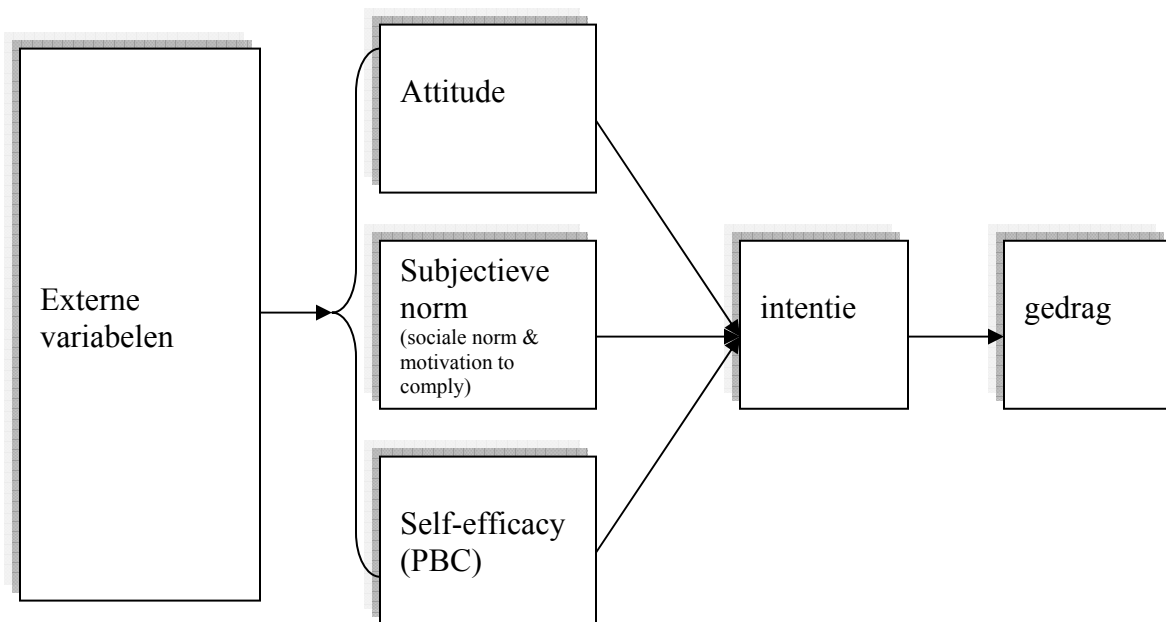 Externe
variabelen
Attitude
Subjectieve
norm
(sociale norm &
motivation to
comply)
Self-efficacy
(PBC)
intentie
gedrag